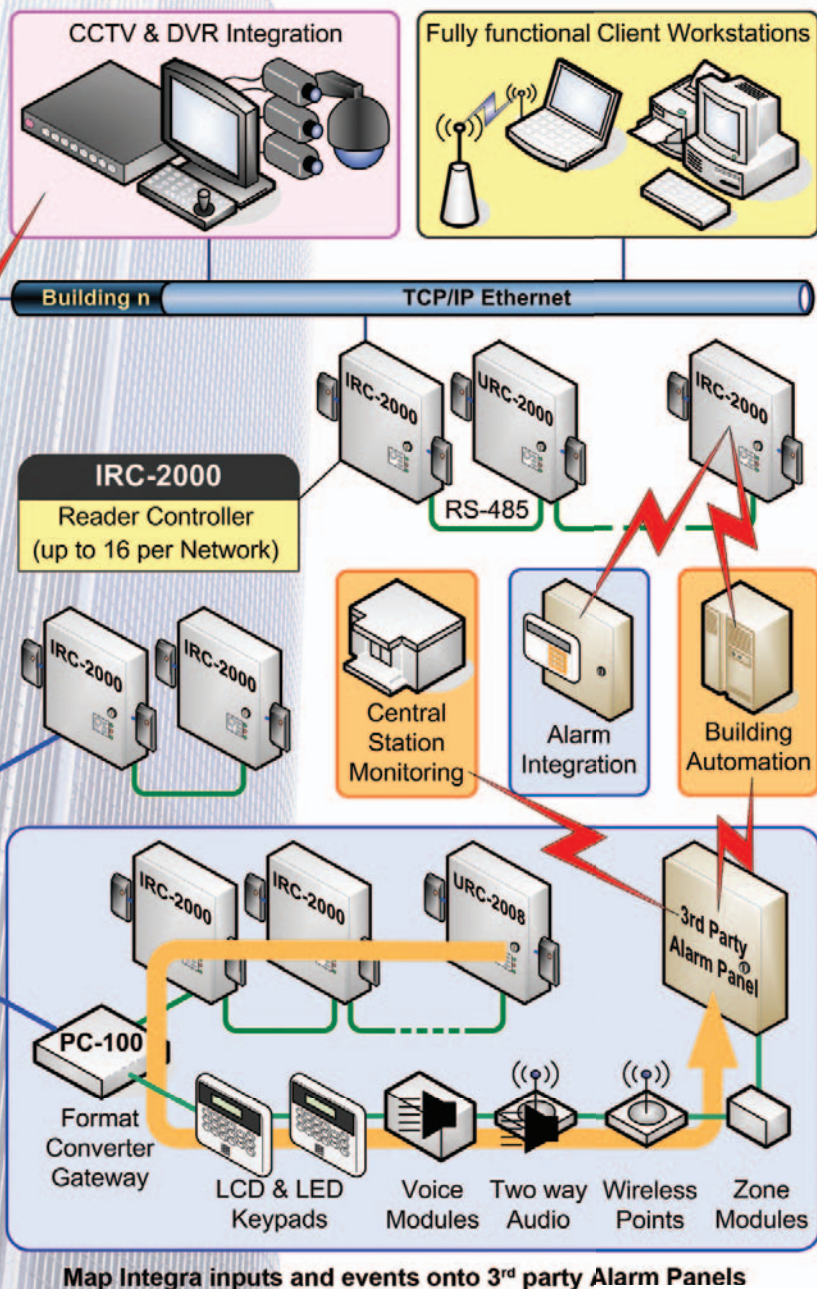 CCTV & DVR Integration
Fully functional Client Workstations
Building n
TCP/IP Ethernet
IRC-2000
URC-2000
IRC-2000
IRC-2000
Reader Controller
(up to 16 per Network)
RS-485
IRC-2000
IRC-2000
Central
Station
Monitoring
Alarm
Integration
Building
Automation
IRC-2000
IRC-2000
URC-2008
3rd Party
Alarm Panel
PC-100
Format
Converter
Gateway
LCD & LED
Keypads
Voice
Modules
Two way
Audio
Wireless
Points
Zone
Modules
Map Integra inputs and events onto 3rd party Alarm Panels